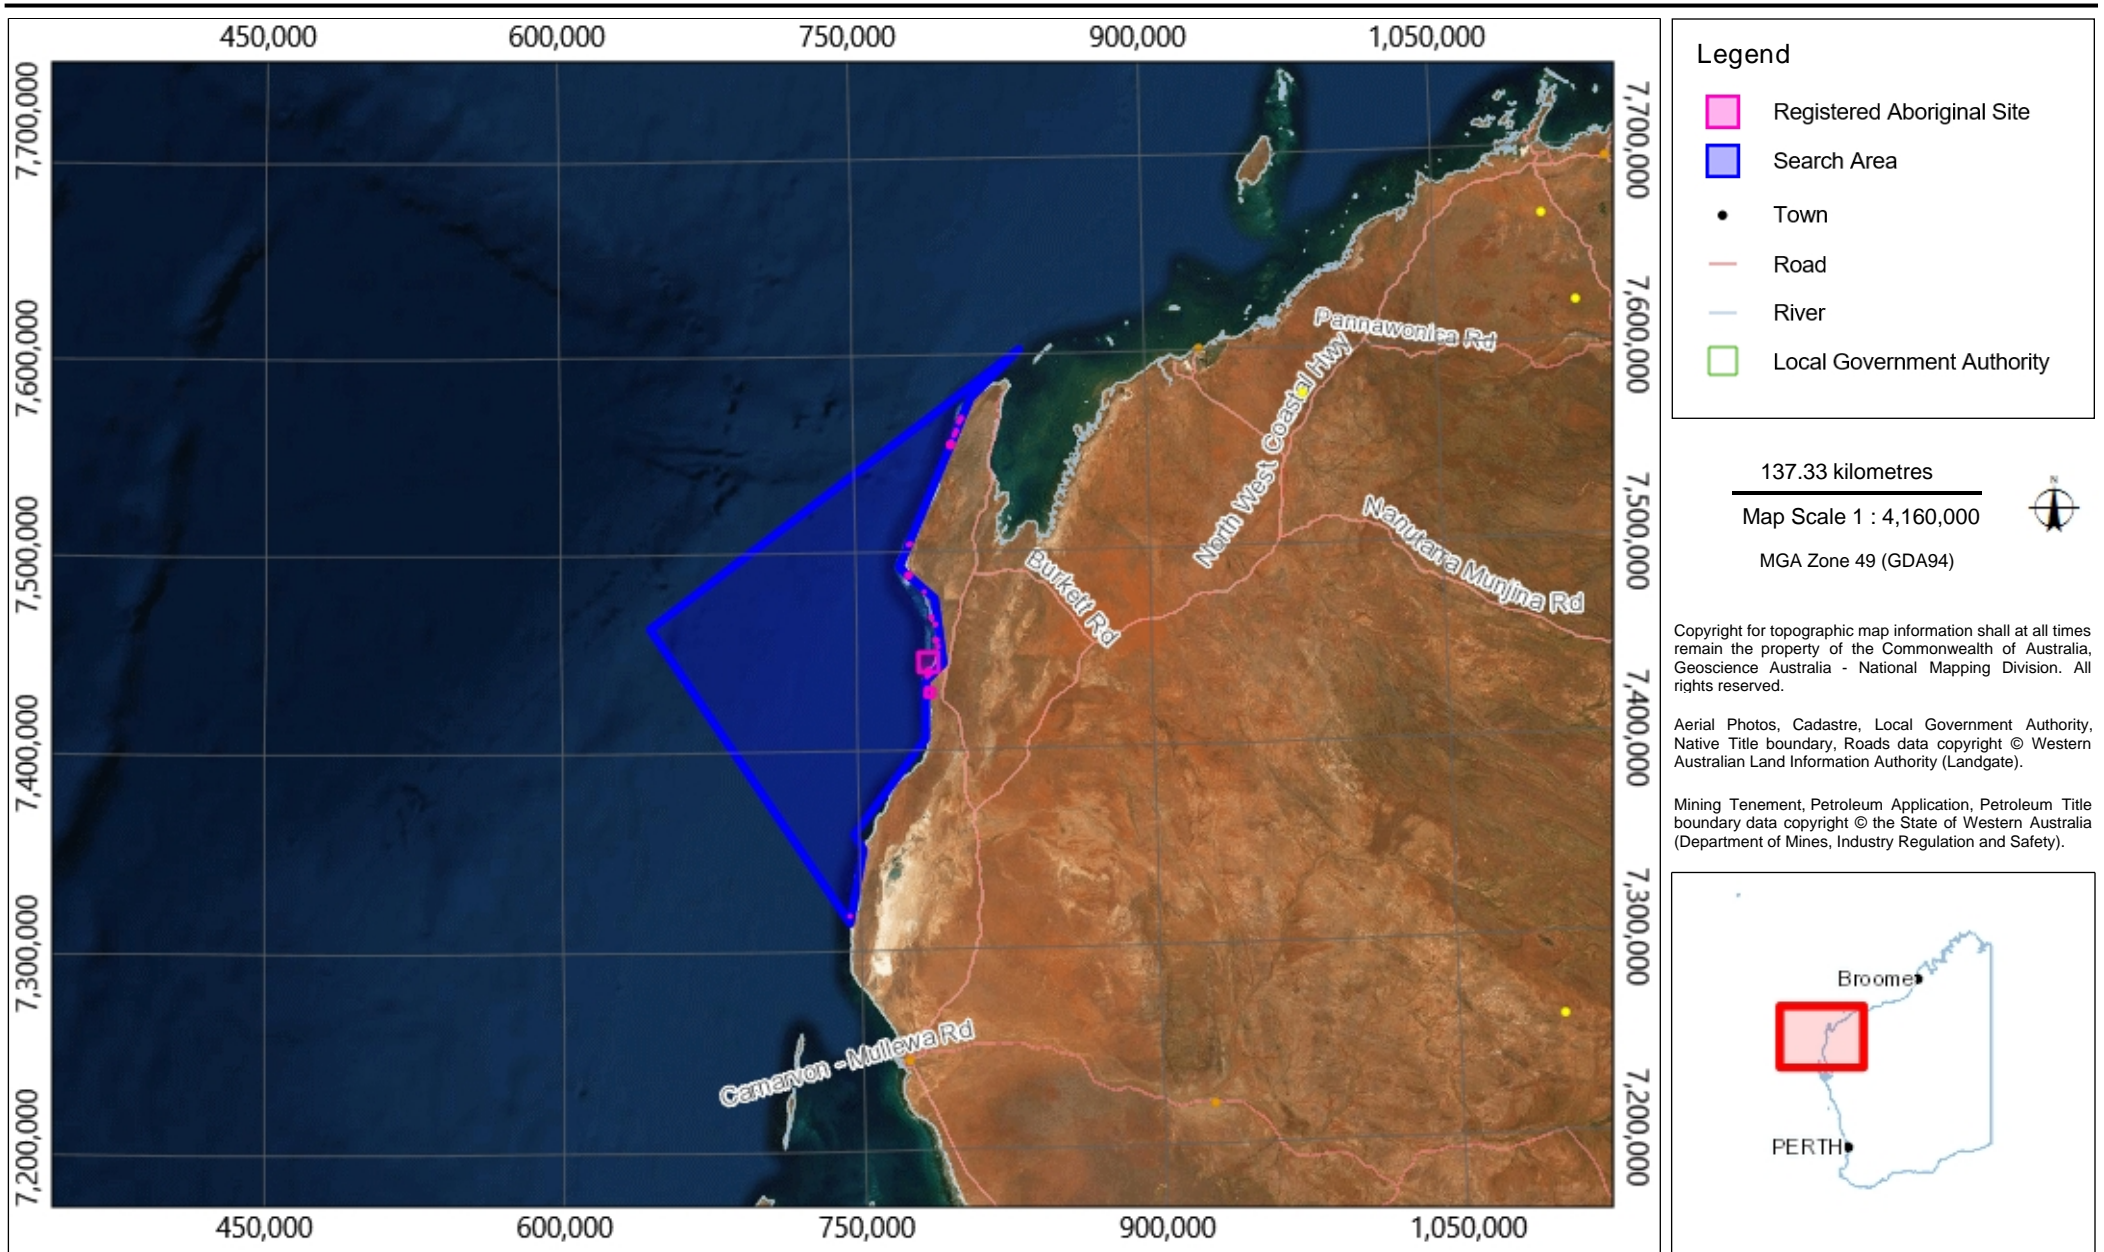 450,000 600,000 750,000 900,000 1,050,000
7,700,000
7,600,000
7,500,000
7,400,000
7,300,000
7,200,000
7,700,000
7,600,000
7,500,000
7,400,000
7,300,000
7,200,000
Pannawonica Rd
North West Coastal Hwy
Nanutarra Munjina Rd
Burkett Rd
Carnarvon - Mullewa Rd
450,000 600,000 750,000 900,000 1,050,000
Legend
Registered Aboriginal Site
Search Area
Town
Road
River
Local Government Authority
137.33 kilometres
Map Scale 1 : 4,160,000
MGA Zone 49 (GDA94)
N
Copyright for topographic map information shall at all times
remain the property of the Commonwealth of Australia,
Geoscience Australia - National Mapping Division. All
rights reserved.
Aerial Photos, Cadastre, Local Government Authority,
Native Title boundary, Roads data copyright © Western
Australian Land Information Authority (Landgate).
Mining Tenement, Petroleum Application, Petroleum Title
boundary data copyright © the State of Western Australia
(Department of Mines, Industry Regulation and Safety).
Broome
PERTH